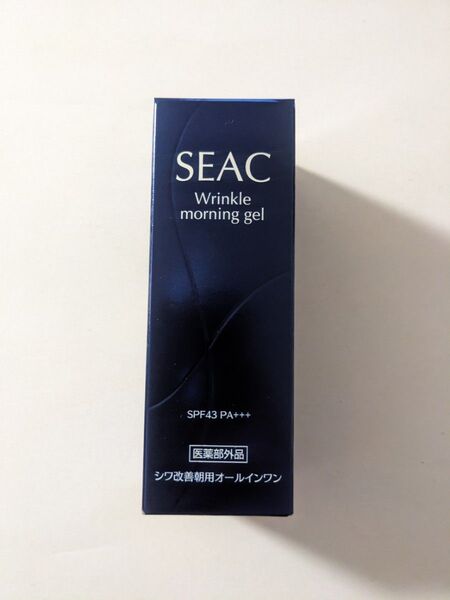 SEAC
Wrinkle
morning gel
SPF43 PA+++
医薬部外品
シワ改善朝用オールインワン